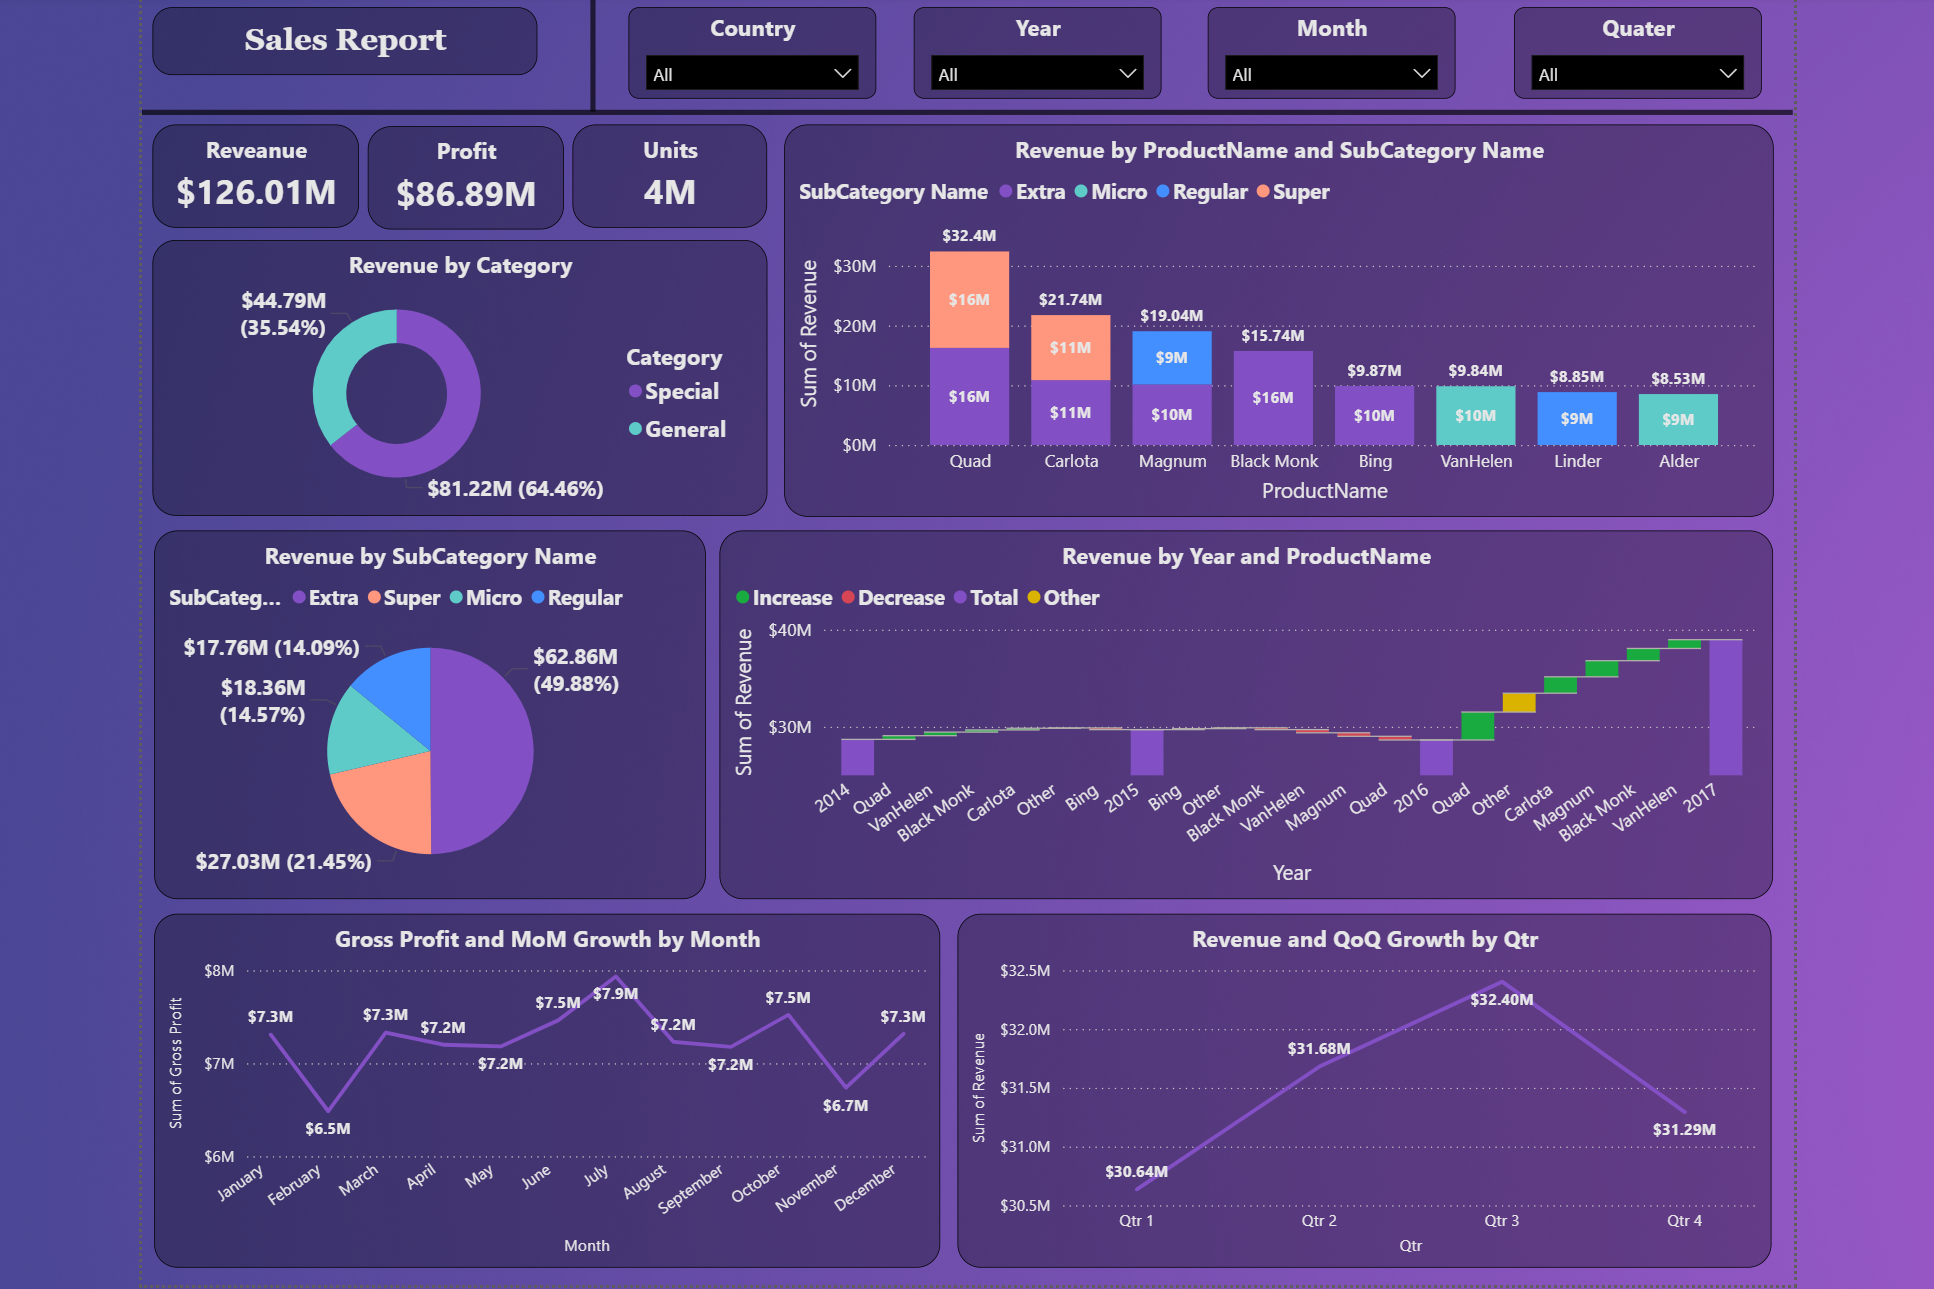 Sales Report
Country
All
Year
All
Month
All
Quater
All
Reveanue
$126.01M
Profit
$86.89M
Units
4M
Revenue by Category
$44.79M
(35.54%)
$81.22M (64.46%)
Category
Special
General
Revenue by ProductName and SubCategory Name
SubCategory Name Extra Micro Regular Super
Sum of Revenue
$30M
$20M
$10M
$0M
$32.4M
$16M
$16M
$21.74M
$11M
$11M
$19.04M
$9M
$10M
$15.74M
$16M
$9.87M
$10M
$9.84M
$10M
$8.85M
$9M
$8.53M
$9M
Quad Carlota Magnum Black Monk Bing VanHelen Linder Alder
ProductName
Revenue by SubCategory Name
SubCateg... Extra Super Micro Regular
$17.76M (14.09%)
$18.36M
(14.57%)
$62.86M
(49.88%)
$27.03M (21.45%)
Revenue by Year and ProductName
Increase Decrease Total Other
Sum of Revenue
$40M
$30M
2014 Quad VanHelen Black Monk Carlota Other Bing 2015 Bing Other Black Monk VanHelen Magnum Quad 2016 Quad Other Carlota Magnum Black Monk VanHelen 2017
Year
Gross Profit and MoM Growth by Month
Sum of Gross Profit
$8M
$7M
$6M
$7.3M
$6.5M
$7.3M
$7.2M
$7.2M
$7.5M
$7.9M
$7.2M
$7.2M
$7.5M
$6.7M
$7.3M
January February March April May June July August September October November December
Month
Revenue and QoQ Growth by Qtr
Sum of Revenue
$32.5M
$32.0M
$31.5M
$31.0M
$30.5M
$30.64M
$31.68M
$32.40M
$31.29M
Qtr 1 Qtr 2 Qtr 3 Qtr 4
Qtr